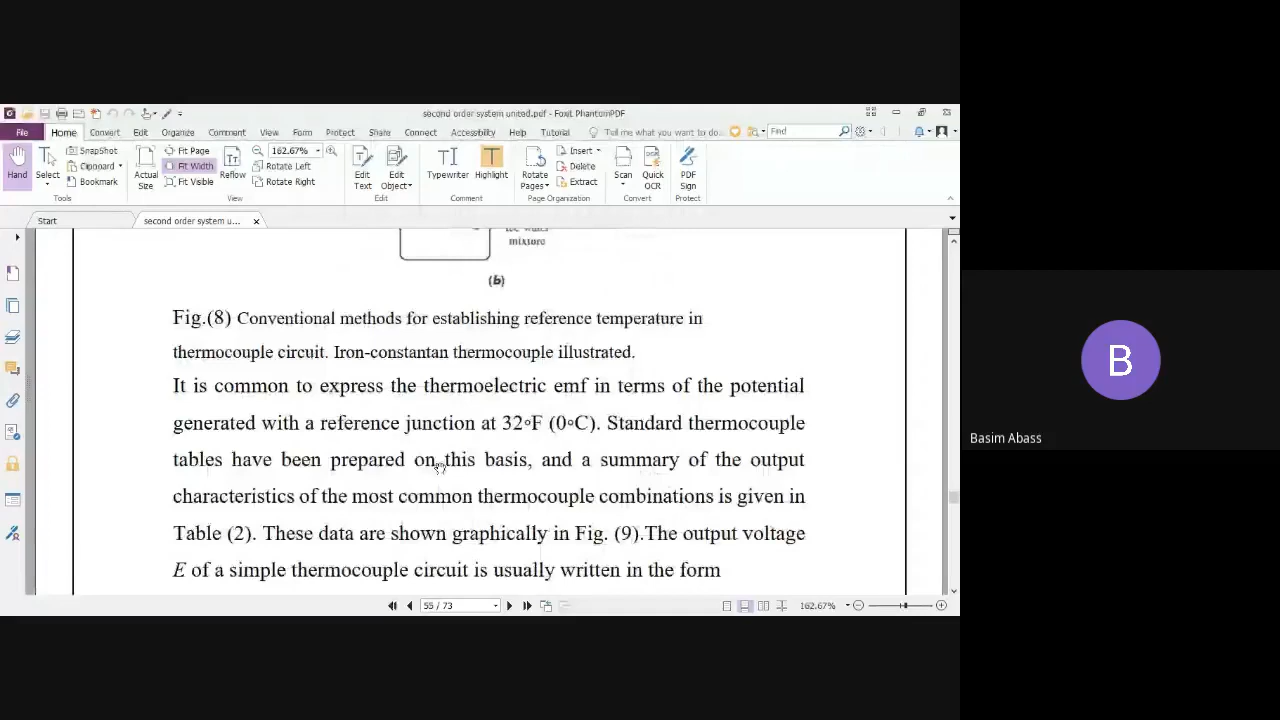 second order system united.pdf - Foxit PhantomPDF
File Home Convert Edit Organize Comment View Form Protect Share Connect Accessibility Help Tutorial Tell me what you want to do.. Find
Hand
Select
SnapShot
Clipboard
Bookmark
Tools
Actual Size
Fit Page
Fit Width
Fit Visible
Reflow
162.67%
Rotate Left
Rotate Right
View
Edit Text
Edit Object
Edit
Typewriter
Highlight
Comment
Rotate Pages
Insert
Delete
Extract
Page Organization
Scan
Quick OCR
Convert
PDF Sign
Protect
Start
second order system u...
mixture
(b)
Fig.(8) Conventional methods for establishing reference temperature in
thermocouple circuit. Iron-constantan thermocouple illustrated.
It is common to express the thermoelectric emf in terms of the potential
generated with a reference junction at 32◦F (0◦C). Standard thermocouple
tables have been prepared on this basis, and a summary of the output
characteristics of the most common thermocouple combinations is given in
Table (2). These data are shown graphically in Fig. (9).The output voltage
E of a simple thermocouple circuit is usually written in the form
55 / 73
162.67%
B
Basim Abass